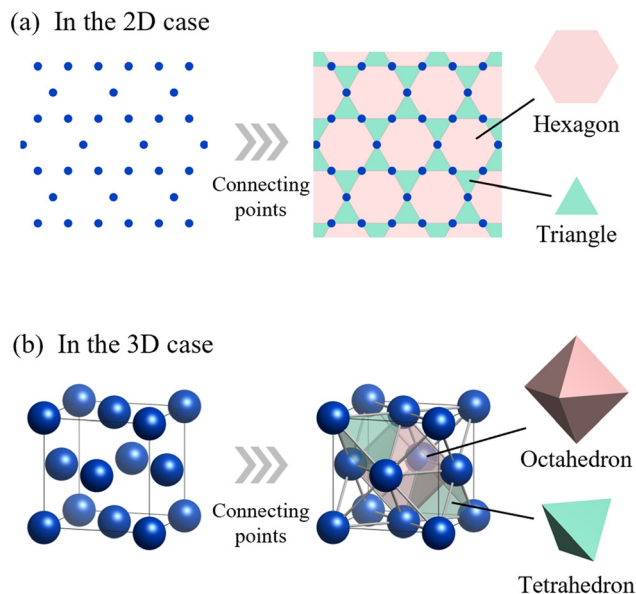 (a) In the 2D case
Connecting
points
Hexagon
Triangle
(b) In the 3D case
Connecting
points
Octahedron
Tetrahedron